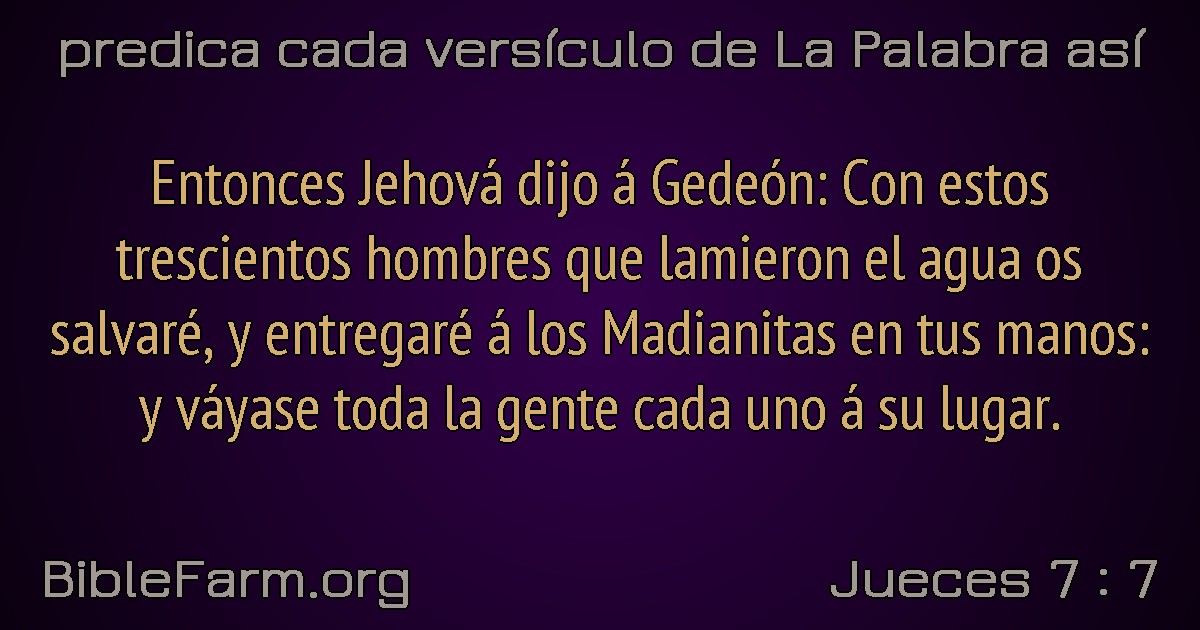 predica cada versículo de La Palabra así
Entonces Jehová dijo á Gedeón: Con estos
trescientos hombres que lamieron el agua os
salvaré, y entregaré á los Madianitas en tus manos:
y váyase toda la gente cada uno á su lugar.
BibleFarm.org
Jueces 7 : 7